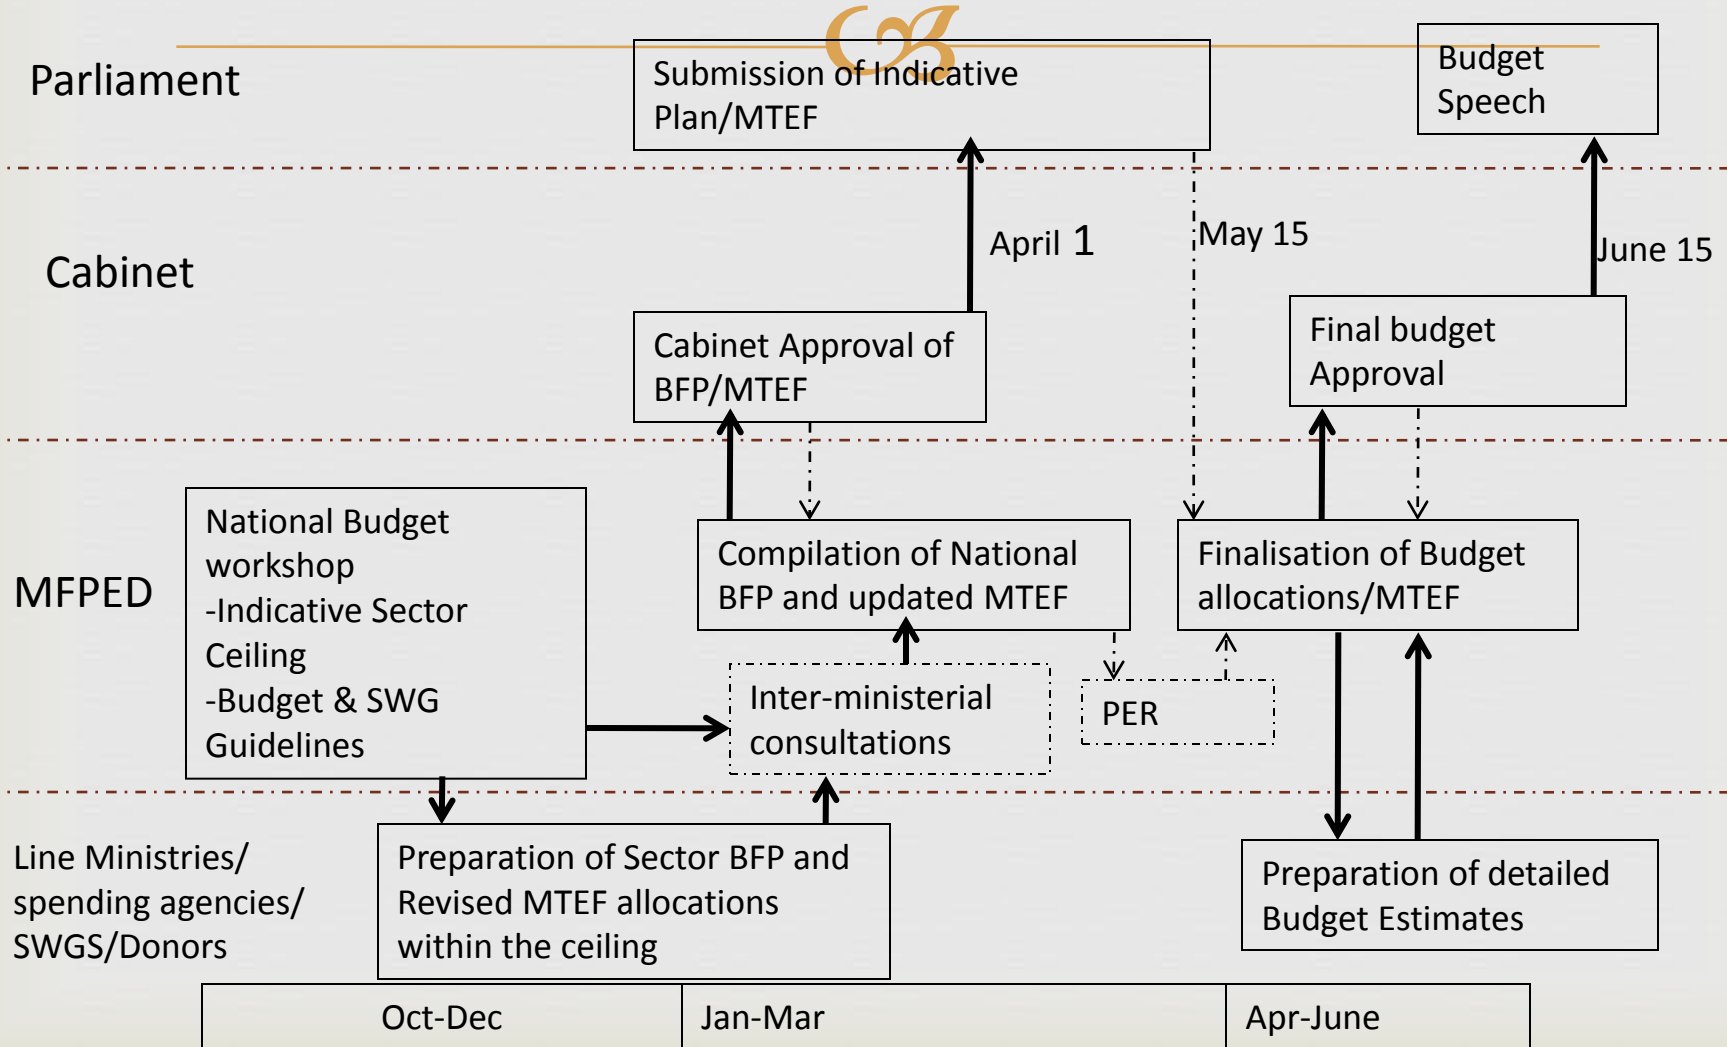 Parliament
Submission of Indicative
Plan/MTEF
Budget
Speech
Cabinet
April 1
May 15
June 15
Cabinet Approval of
BFP/MTEF
Final budget
Approval
MFPED
National Budget
workshop
-Indicative Sector
Ceiling
-Budget & SWG
Guidelines
Compilation of National
BFP and updated MTEF
Finalisation of Budget
allocations/MTEF
Inter-ministerial
consultations
PER
Line Ministries/
spending agencies/
SWGS/Donors
Preparation of Sector BFP and
Revised MTEF allocations
within the ceiling
Preparation of detailed
Budget Estimates
Oct-Dec
Jan-Mar
Apr-June